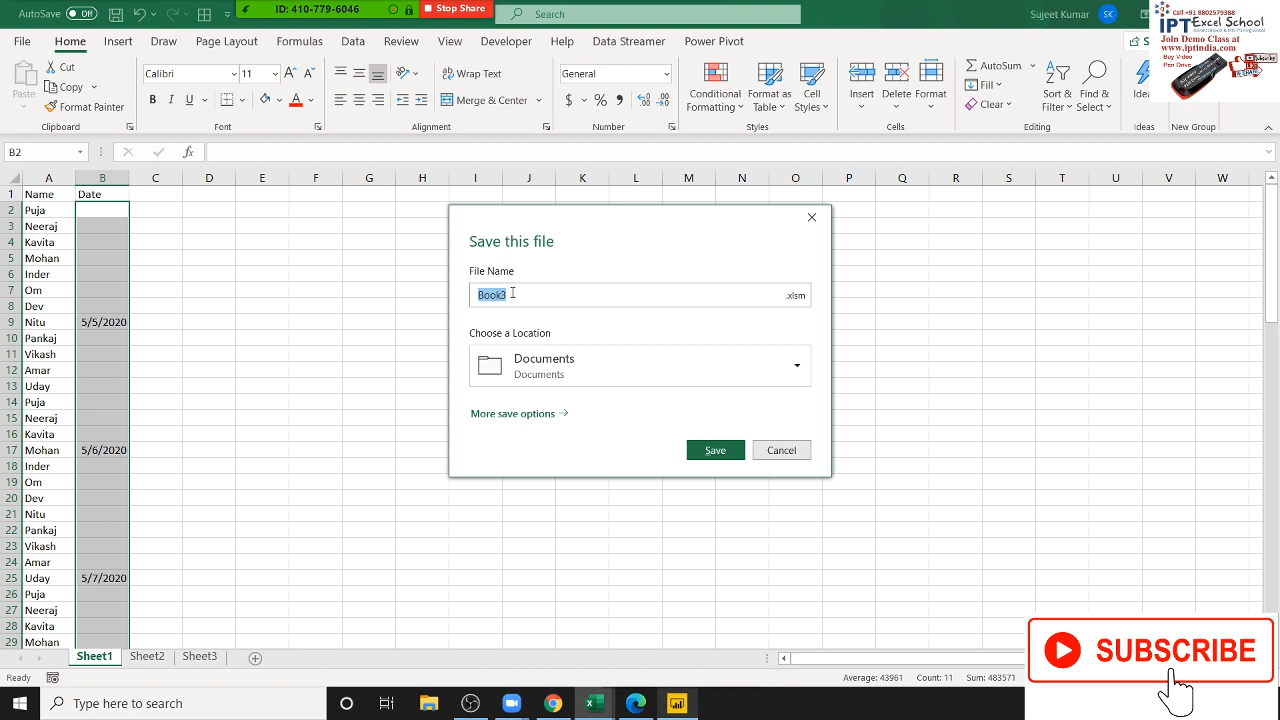 AutoSave Off
ID: 410-779-6046 Stop Share
Search
Sujeet Kumar SK
Call +91 8802579388
IPT Excel School
Join Demo Class at
www.iptindia.com
Buy Video
Pen Drive
File Home Insert Draw Page Layout Formulas Data Review View Developer Help Data Streamer Power Pivot
Paste Cut Copy Format Painter
Clipboard
Calibri 11
B I U
Font
Wrap Text
Merge & Center
Alignment
General
$ % ,
Number
Conditional Formatting
Format as Table
Cell Styles
Styles
Insert Delete Format
Cells
AutoSum
Fill
Clear
Sort & Filter
Find & Select
Editing
Ideas
New Group
B2 fx
A B C D E F G H I J K L M N O P Q R S T U V W
1 Name Date
2 Puja
3 Neeraj
4 Kavita
5 Mohan
6 Inder
7 Om
8 Dev
9 Nitu 5/5/2020
10 Pankaj
11 Vikash
12 Amar
13 Uday
14 Puja
15 Neeraj
16 Kavita
17 Mohan 5/6/2020
18 Inder
19 Om
20 Dev
21 Nitu
22 Pankaj
23 Vikash
24 Amar
25 Uday 5/7/2020
26 Puja
27 Neeraj
28 Kavita
29 Mohan
Save this file
File Name
Book3 .xlsm
Choose a Location
Documents
Documents
More save options
Save Cancel
SUBSCRIBE
Sheet1 Sheet2 Sheet3
Ready Average: 43961 Count: 11 Sum: 483571
Type here to search